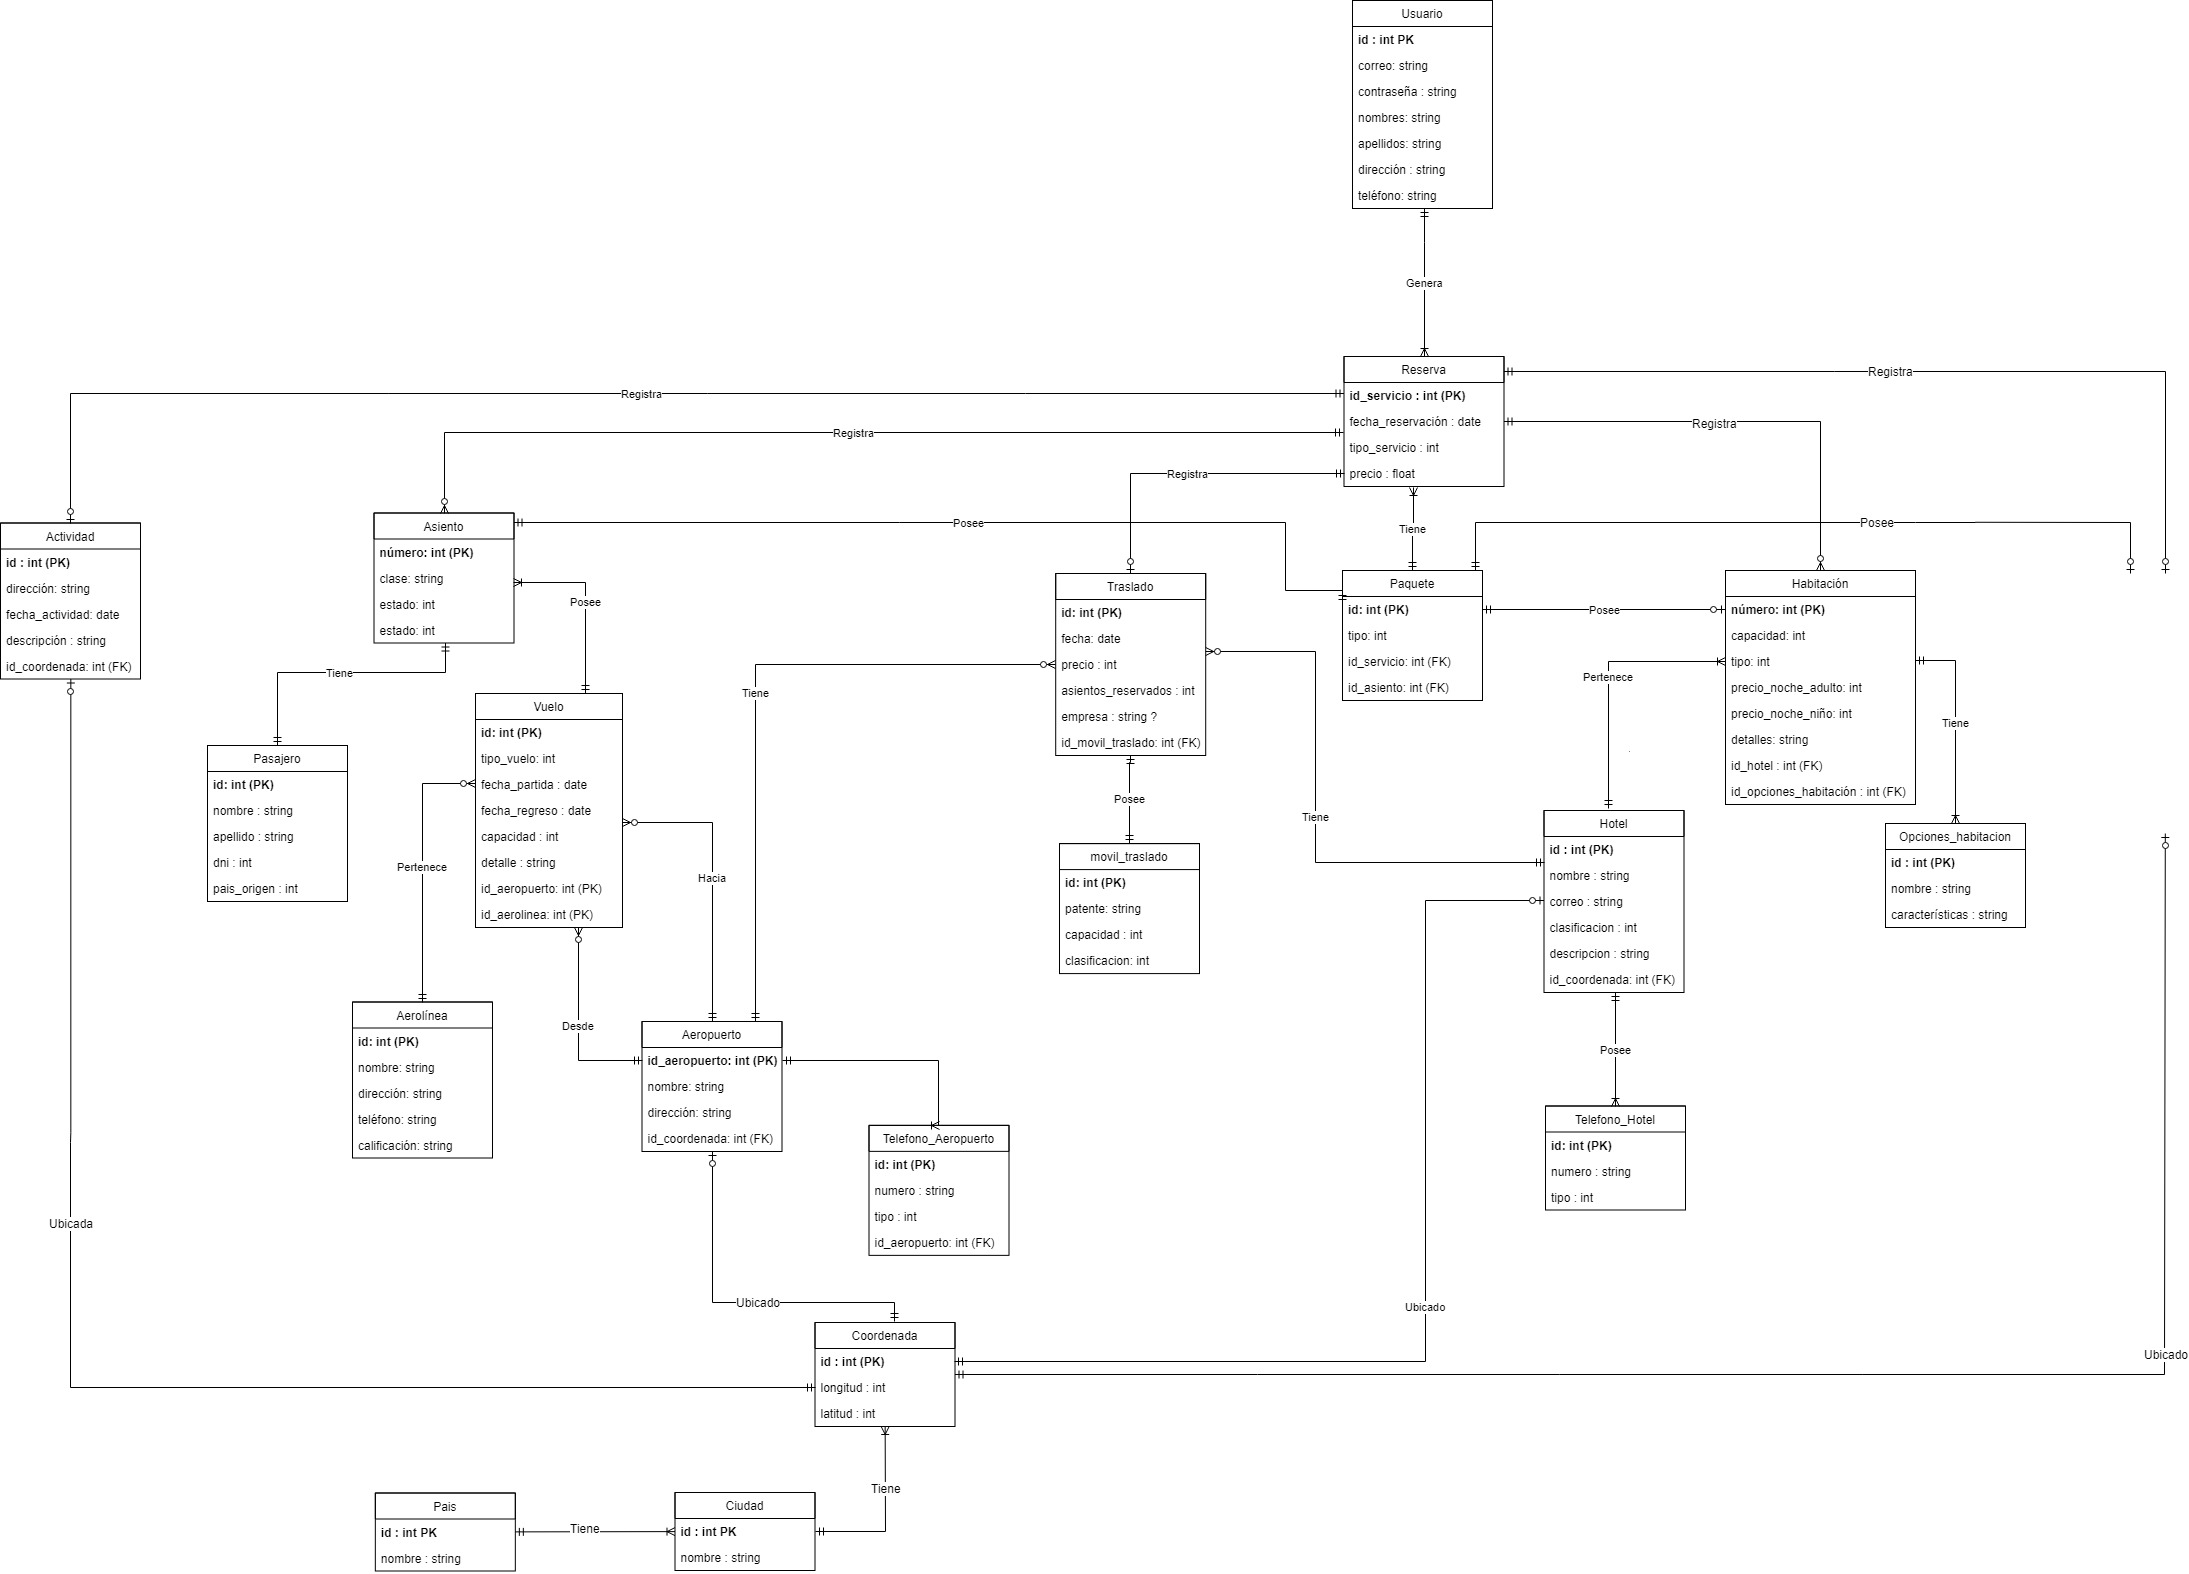 Usuario
id : int PK
correo: string
contraseña : string
nombres: string
apellidos: string
dirección : string
teléfono: string
Genera
Reserva
id_servicio : int (PK)
fecha_reservación : date
tipo_servicio : int
precio : float
Registra
Registra
Registra
Registra
Registra
Actividad
id : int (PK)
dirección: string
fecha_actividad: date
descripción : string
id_coordenada: int (FK)
Asiento
número: int (PK)
clase: string
estado: int
estado: int
Posee
Tiene
Posee
Traslado
id: int (PK)
fecha: date
precio : int
asientos_reservados : int
empresa : string ?
id_movil_traslado: int (FK)
Paquete
id: int (PK)
tipo: int
id_servicio: int (FK)
id_asiento: int (FK)
Posee
Habitación
número: int (PK)
capacidad: int
tipo: int
precio_noche_adulto: int
precio_noche_niño: int
detalles: string
id_hotel : int (FK)
id_opciones_habitación : int (FK)
Posee
Tiene
Tiene
Pertenece
Tiene
Pasajero
id: int (PK)
nombre : string
apellido : string
dni : int
pais_origen : int
Vuelo
id: int (PK)
tipo_vuelo: int
fecha_partida : date
fecha_regreso : date
capacidad : int
detalle : string
id_aeropuerto: int (PK)
id_aerolinea: int (PK)
Posee
movil_traslado
id: int (PK)
patente: string
capacidad : int
clasificacion: int
Tiene
Hotel
id : int (PK)
nombre : string
correo : string
clasificacion : int
descripcion : string
id_coordenada: int (FK)
Opciones_habitacion
id : int (PK)
nombre : string
características : string
Pertenece
Hacia
Desde
Aerolínea
id: int (PK)
nombre: string
dirección: string
teléfono: string
calificación: string
Aeropuerto
id_aeropuerto: int (PK)
nombre: string
dirección: string
id_coordenada: int (FK)
Posee
Telefono_Aeropuerto
id: int (PK)
numero : string
tipo : int
id_aeropuerto: int (FK)
Telefono_Hotel
id: int (PK)
numero : string
tipo : int
Ubicada
Ubicado
Ubicado
Ubicado
Coordenada
id : int (PK)
longitud : int
latitud : int
Tiene
Pais
id : int PK
nombre : string
Tiene
Ciudad
id : int PK
nombre : string